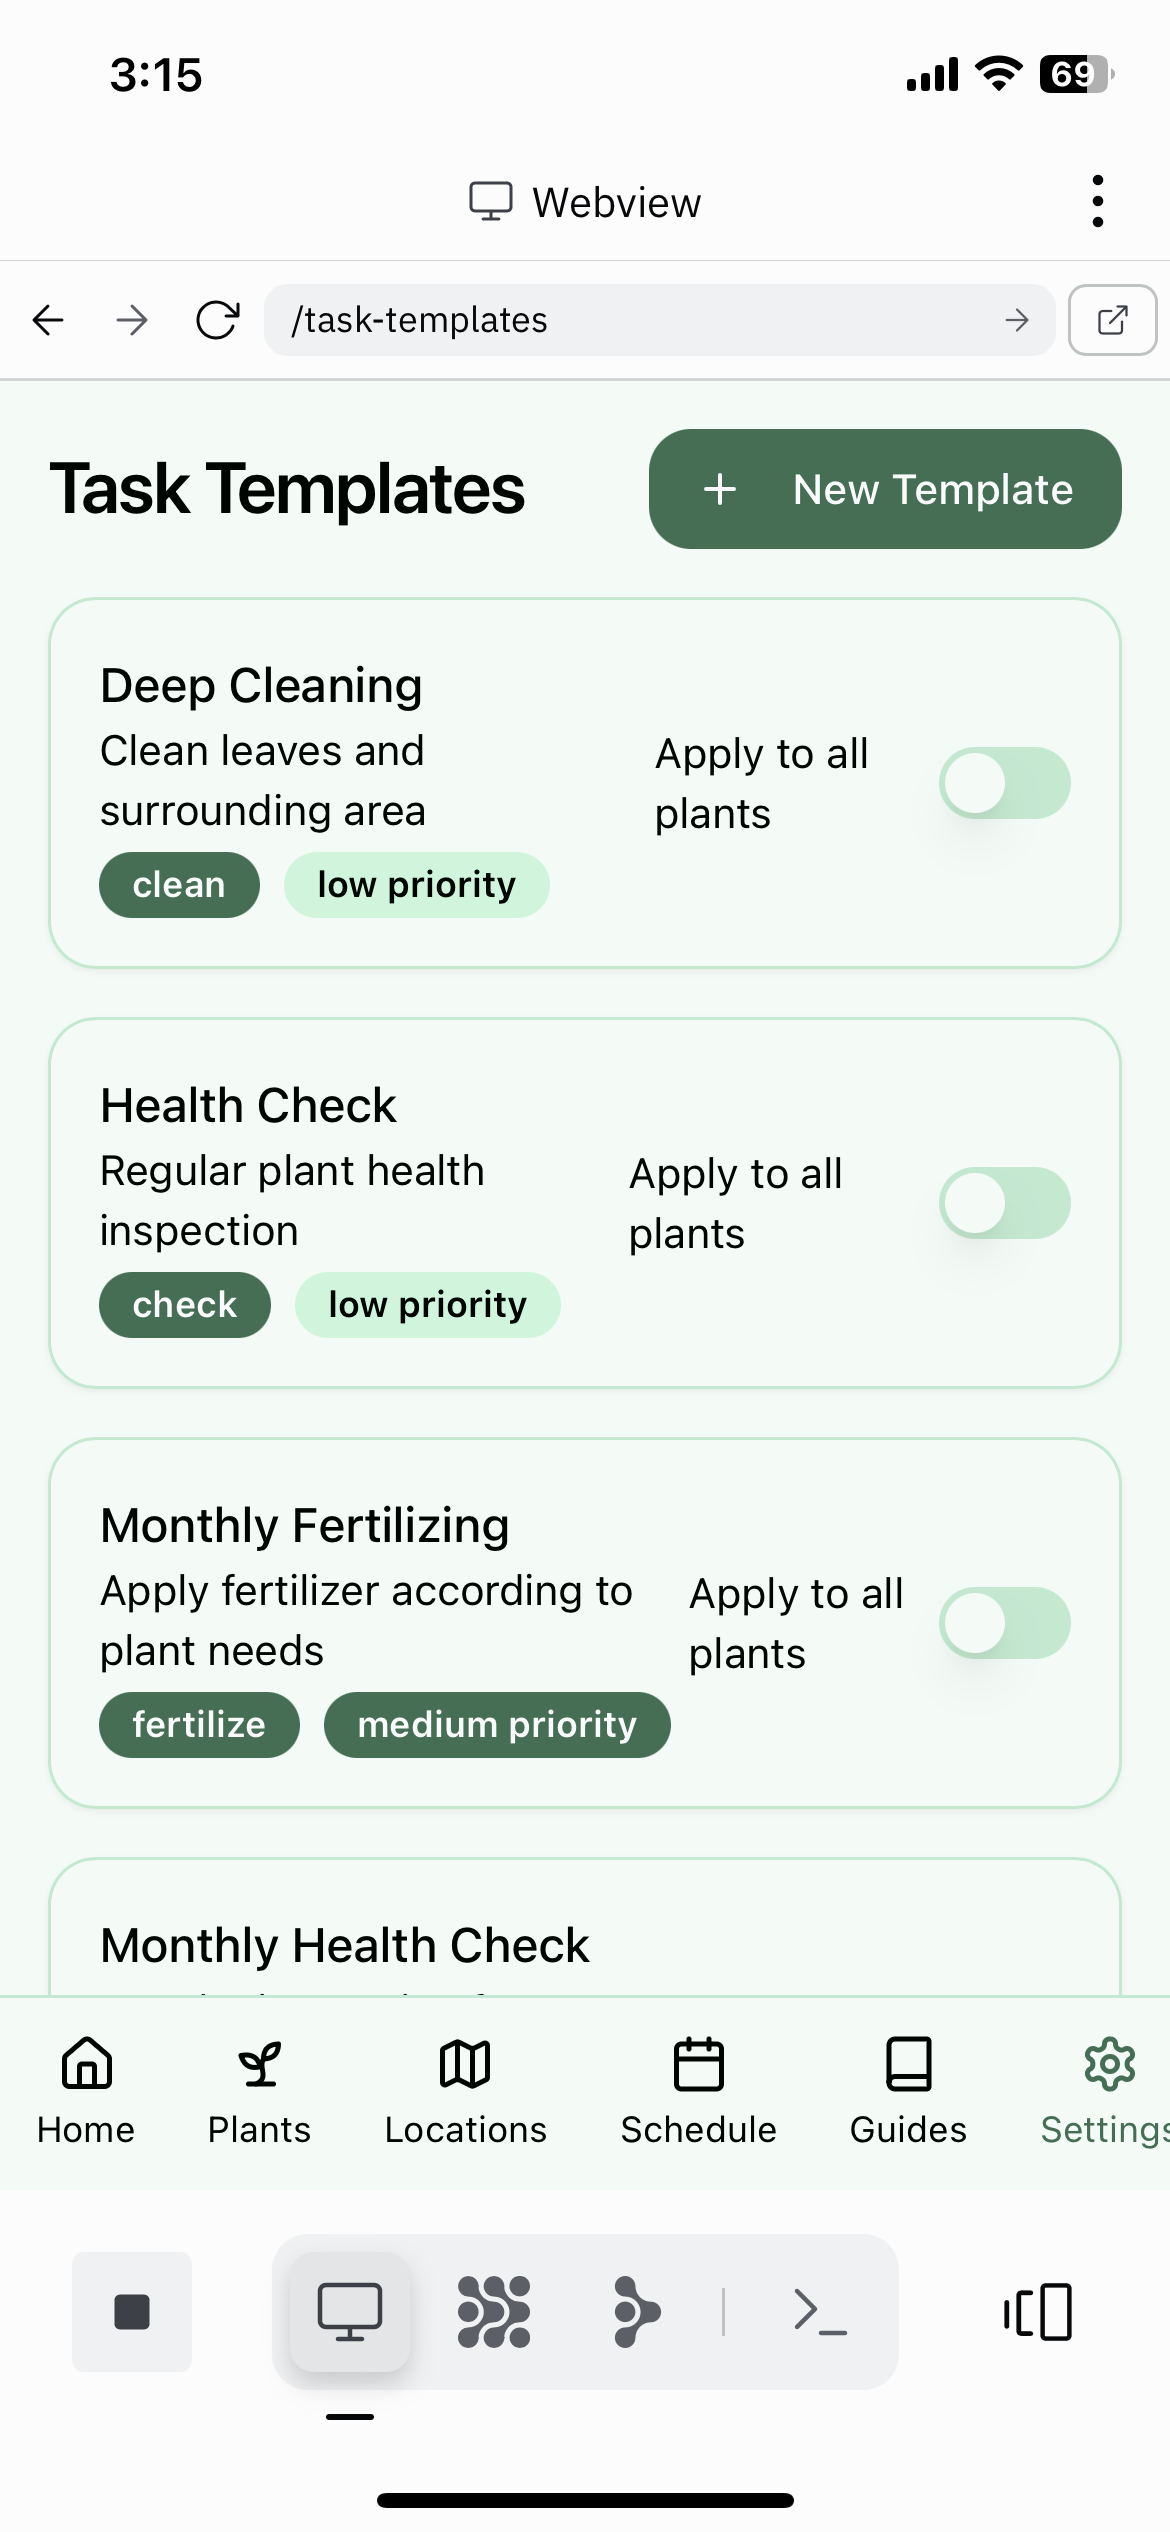 3:15
69
Webview
/task-templates
Task Templates
New Template
Deep Cleaning
Clean leaves and
surrounding area
Apply to all
plants
clean
low priority
Health Check
Regular plant health
inspection
Apply to all
plants
check
low priority
Monthly Fertilizing
Apply fertilizer according to
plant needs
Apply to all
plants
fertilize
medium priority
Monthly Health Check
Home
Plants
Locations
Schedule
Guides
Settings